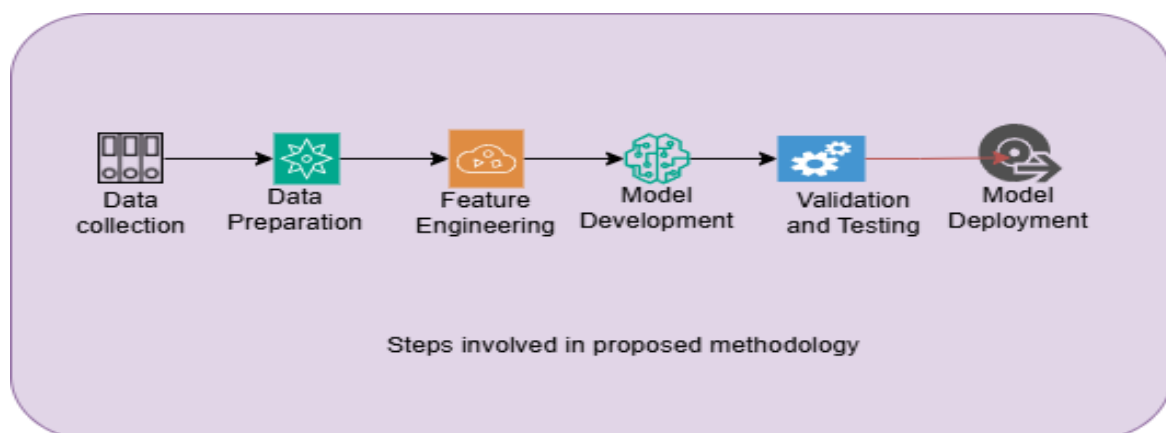 Data
collection
Data
Preparation
Feature
Engineering
Model
Development
Validation
and Testing
Model
Deployment
Steps involved in proposed methodology